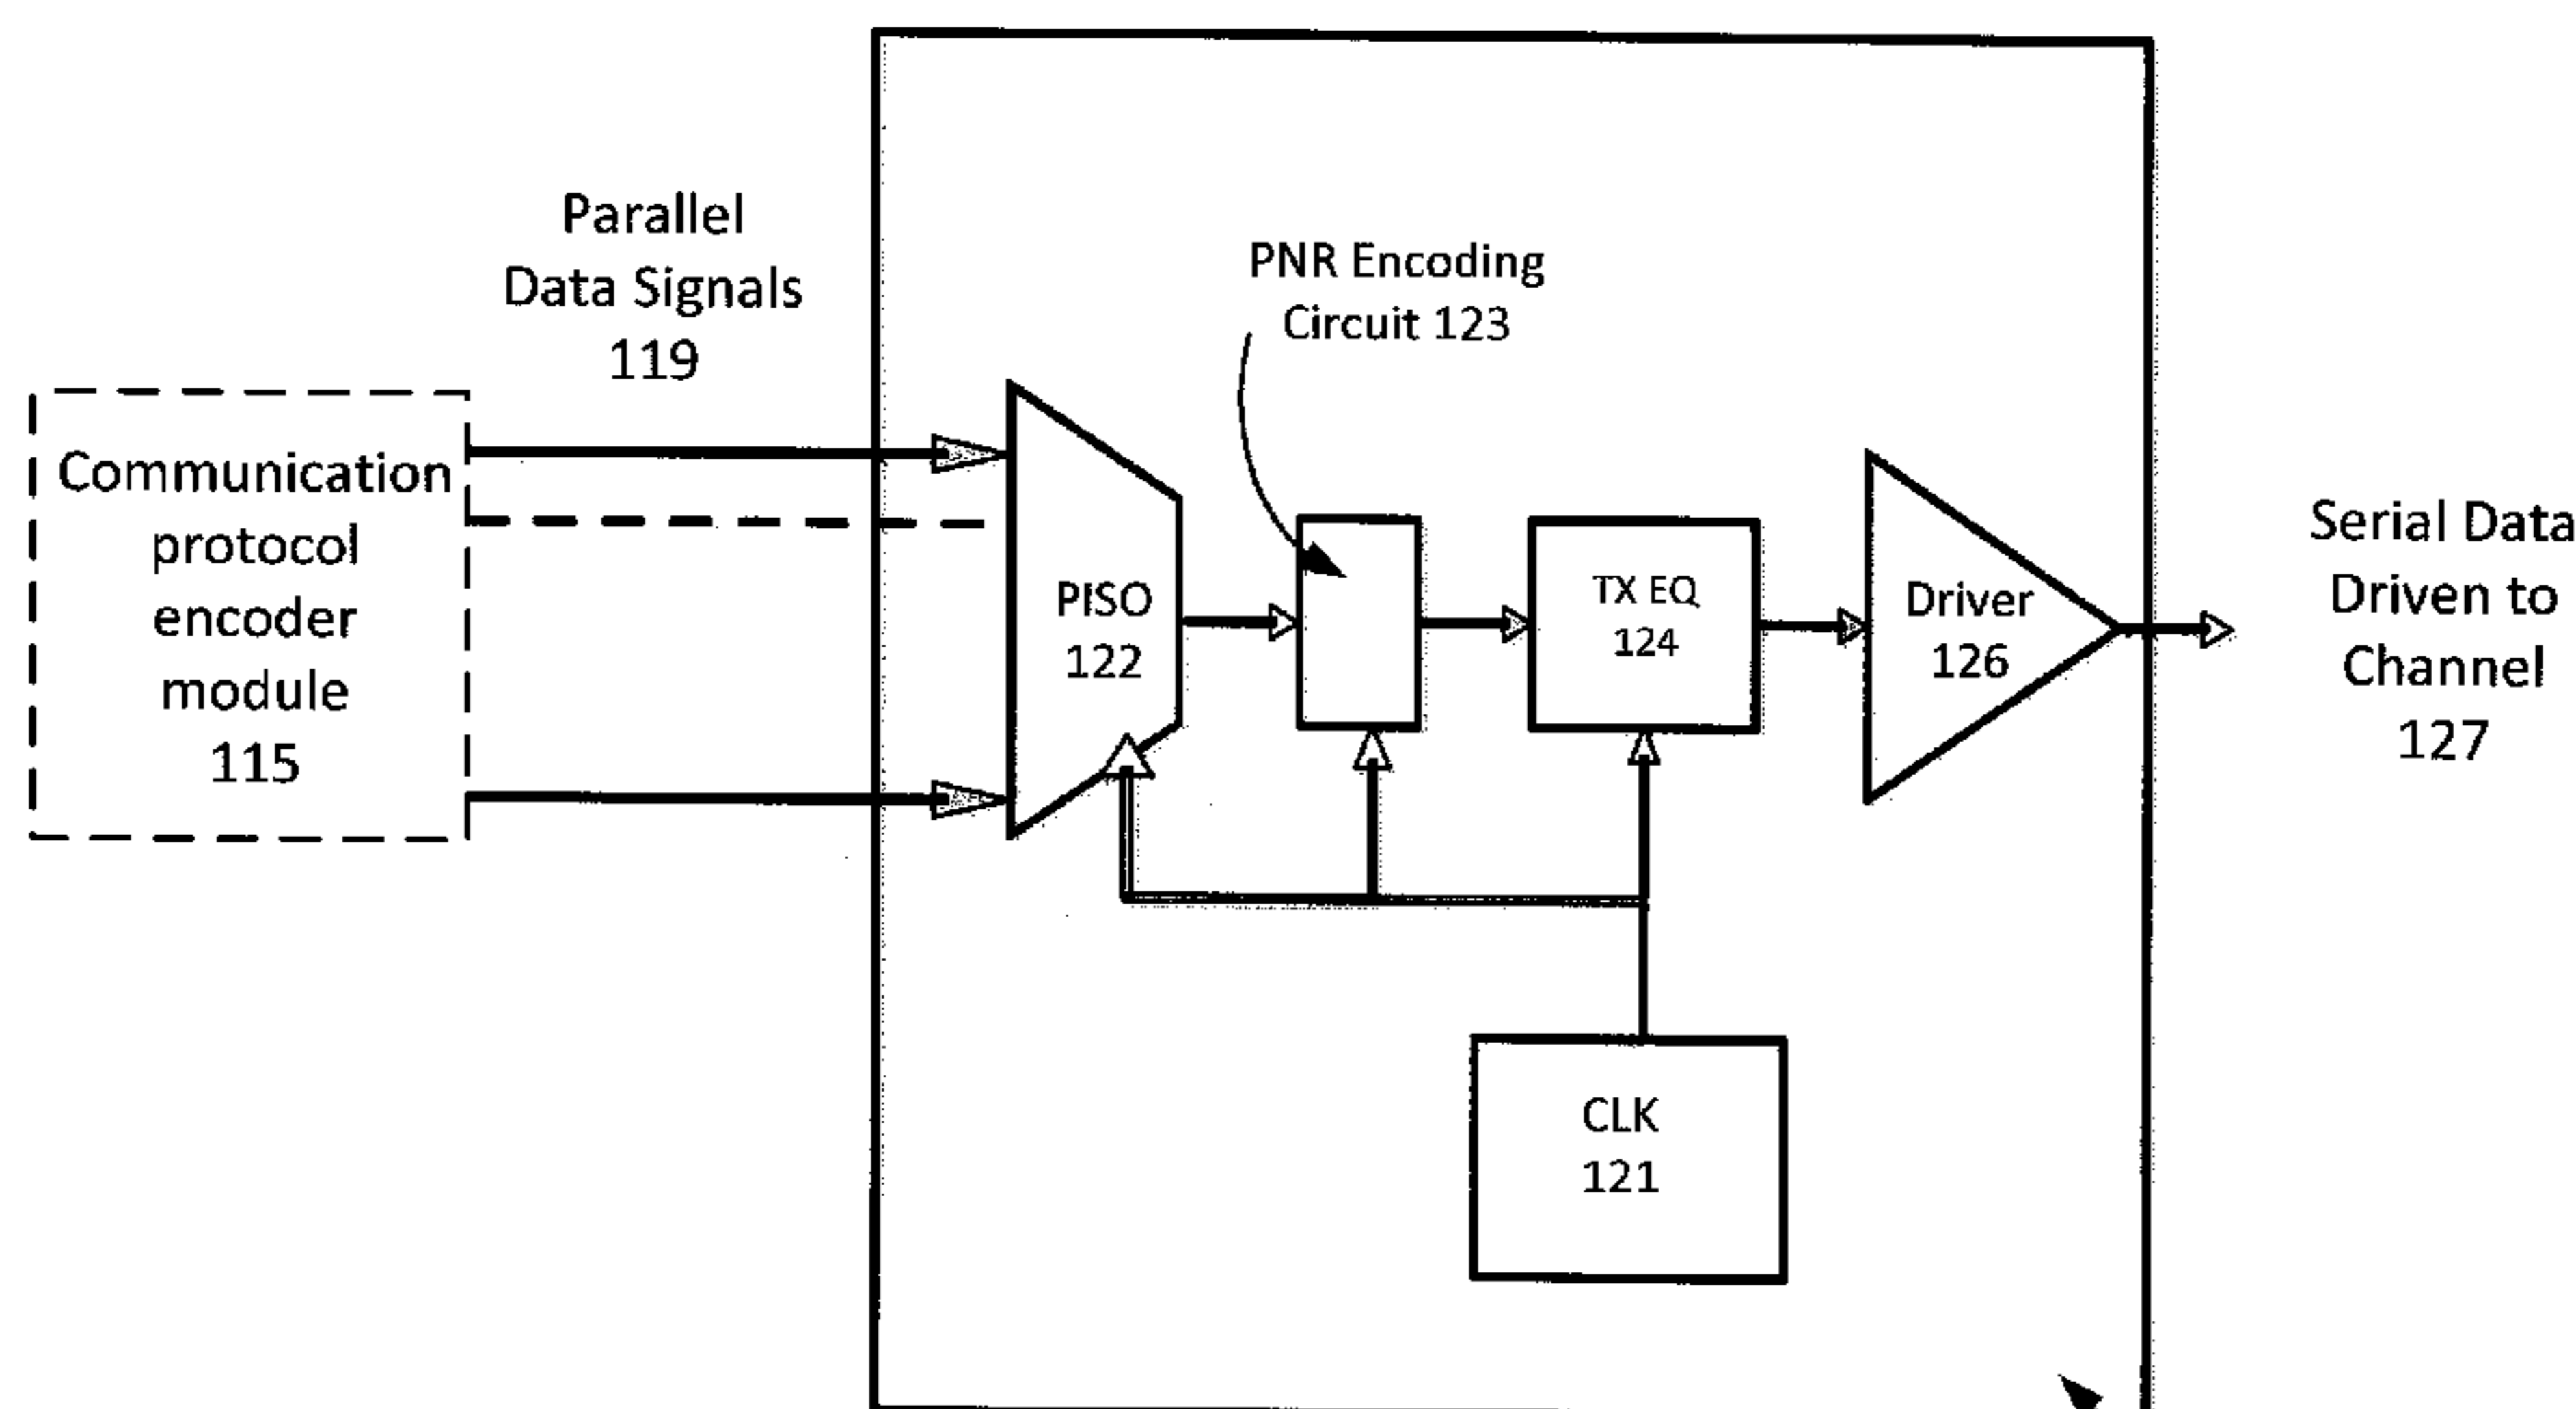 Parallel
Data Signals
119
PNR Encoding
Circuit 123
Communication
protocol
encoder
module
115
PISO
122
TX EQ
124
Driver
126
Serial Data
Driven to
Channel
127
CLK
121